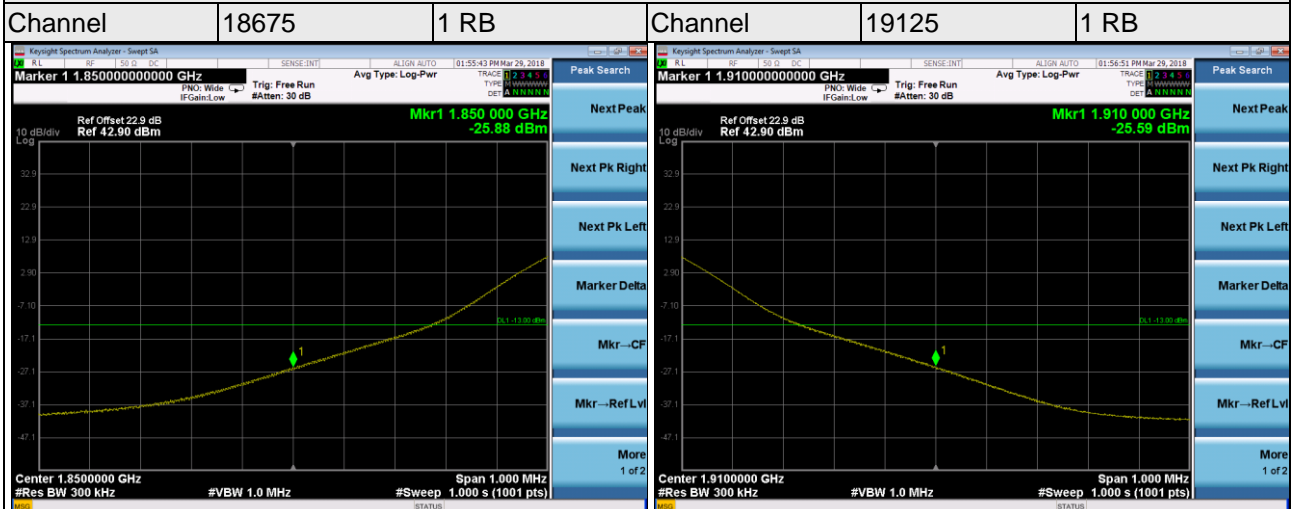 Channel 18675 1 RB Channel 19125 1 RB
Keysight Spectrum Analyzer - Swept SA
RL RF 50 Ω DC SENSE:INT ALIGN AUTO 01:55:43 PM Mar 29, 2018
Marker 1 1.850000000000 GHz
PNO: Wide
IFGain:Low
Trig: Free Run
#Atten: 30 dB
Avg Type: Log-Pwr
TRACE 1 2 3 4 5 6
TYPE M W W W W W
DET A N N N N N
Ref Offset 22.9 dB
10 dB/div Ref 42.90 dBm
Log
Mkr1 1.850 000 GHz
-25.88 dBm
32.9
22.9
12.9
2.90
-7.10
DL1 -13.00 dBm
-17.1
1
-27.1
-37.1
-47.1
Center 1.8500000 GHz Span 1.000 MHz
#Res BW 300 kHz #VBW 1.0 MHz #Sweep 1.000 s (1001 pts)
MSG STATUS
Peak Search
Next Peak
Next Pk Right
Next Pk Left
Marker Delta
Mkr→CF
Mkr→Ref Lvl
More
1 of 2
Keysight Spectrum Analyzer - Swept SA
RL RF 50 Ω DC SENSE:INT ALIGN AUTO 01:56:51 PM Mar 29, 2018
Marker 1 1.910000000000 GHz
PNO: Wide
IFGain:Low
Trig: Free Run
#Atten: 30 dB
Avg Type: Log-Pwr
TRACE 1 2 3 4 5 6
TYPE M W W W W W
DET A N N N N N
Ref Offset 22.9 dB
10 dB/div Ref 42.90 dBm
Log
Mkr1 1.910 000 GHz
-25.59 dBm
32.9
22.9
12.9
2.90
-7.10
DL1 -13.00 dBm
-17.1
1
-27.1
-37.1
-47.1
Center 1.9100000 GHz Span 1.000 MHz
#Res BW 300 kHz #VBW 1.0 MHz #Sweep 1.000 s (1001 pts)
MSG STATUS
Peak Search
Next Peak
Next Pk Right
Next Pk Left
Marker Delta
Mkr→CF
Mkr→Ref Lvl
More
1 of 2